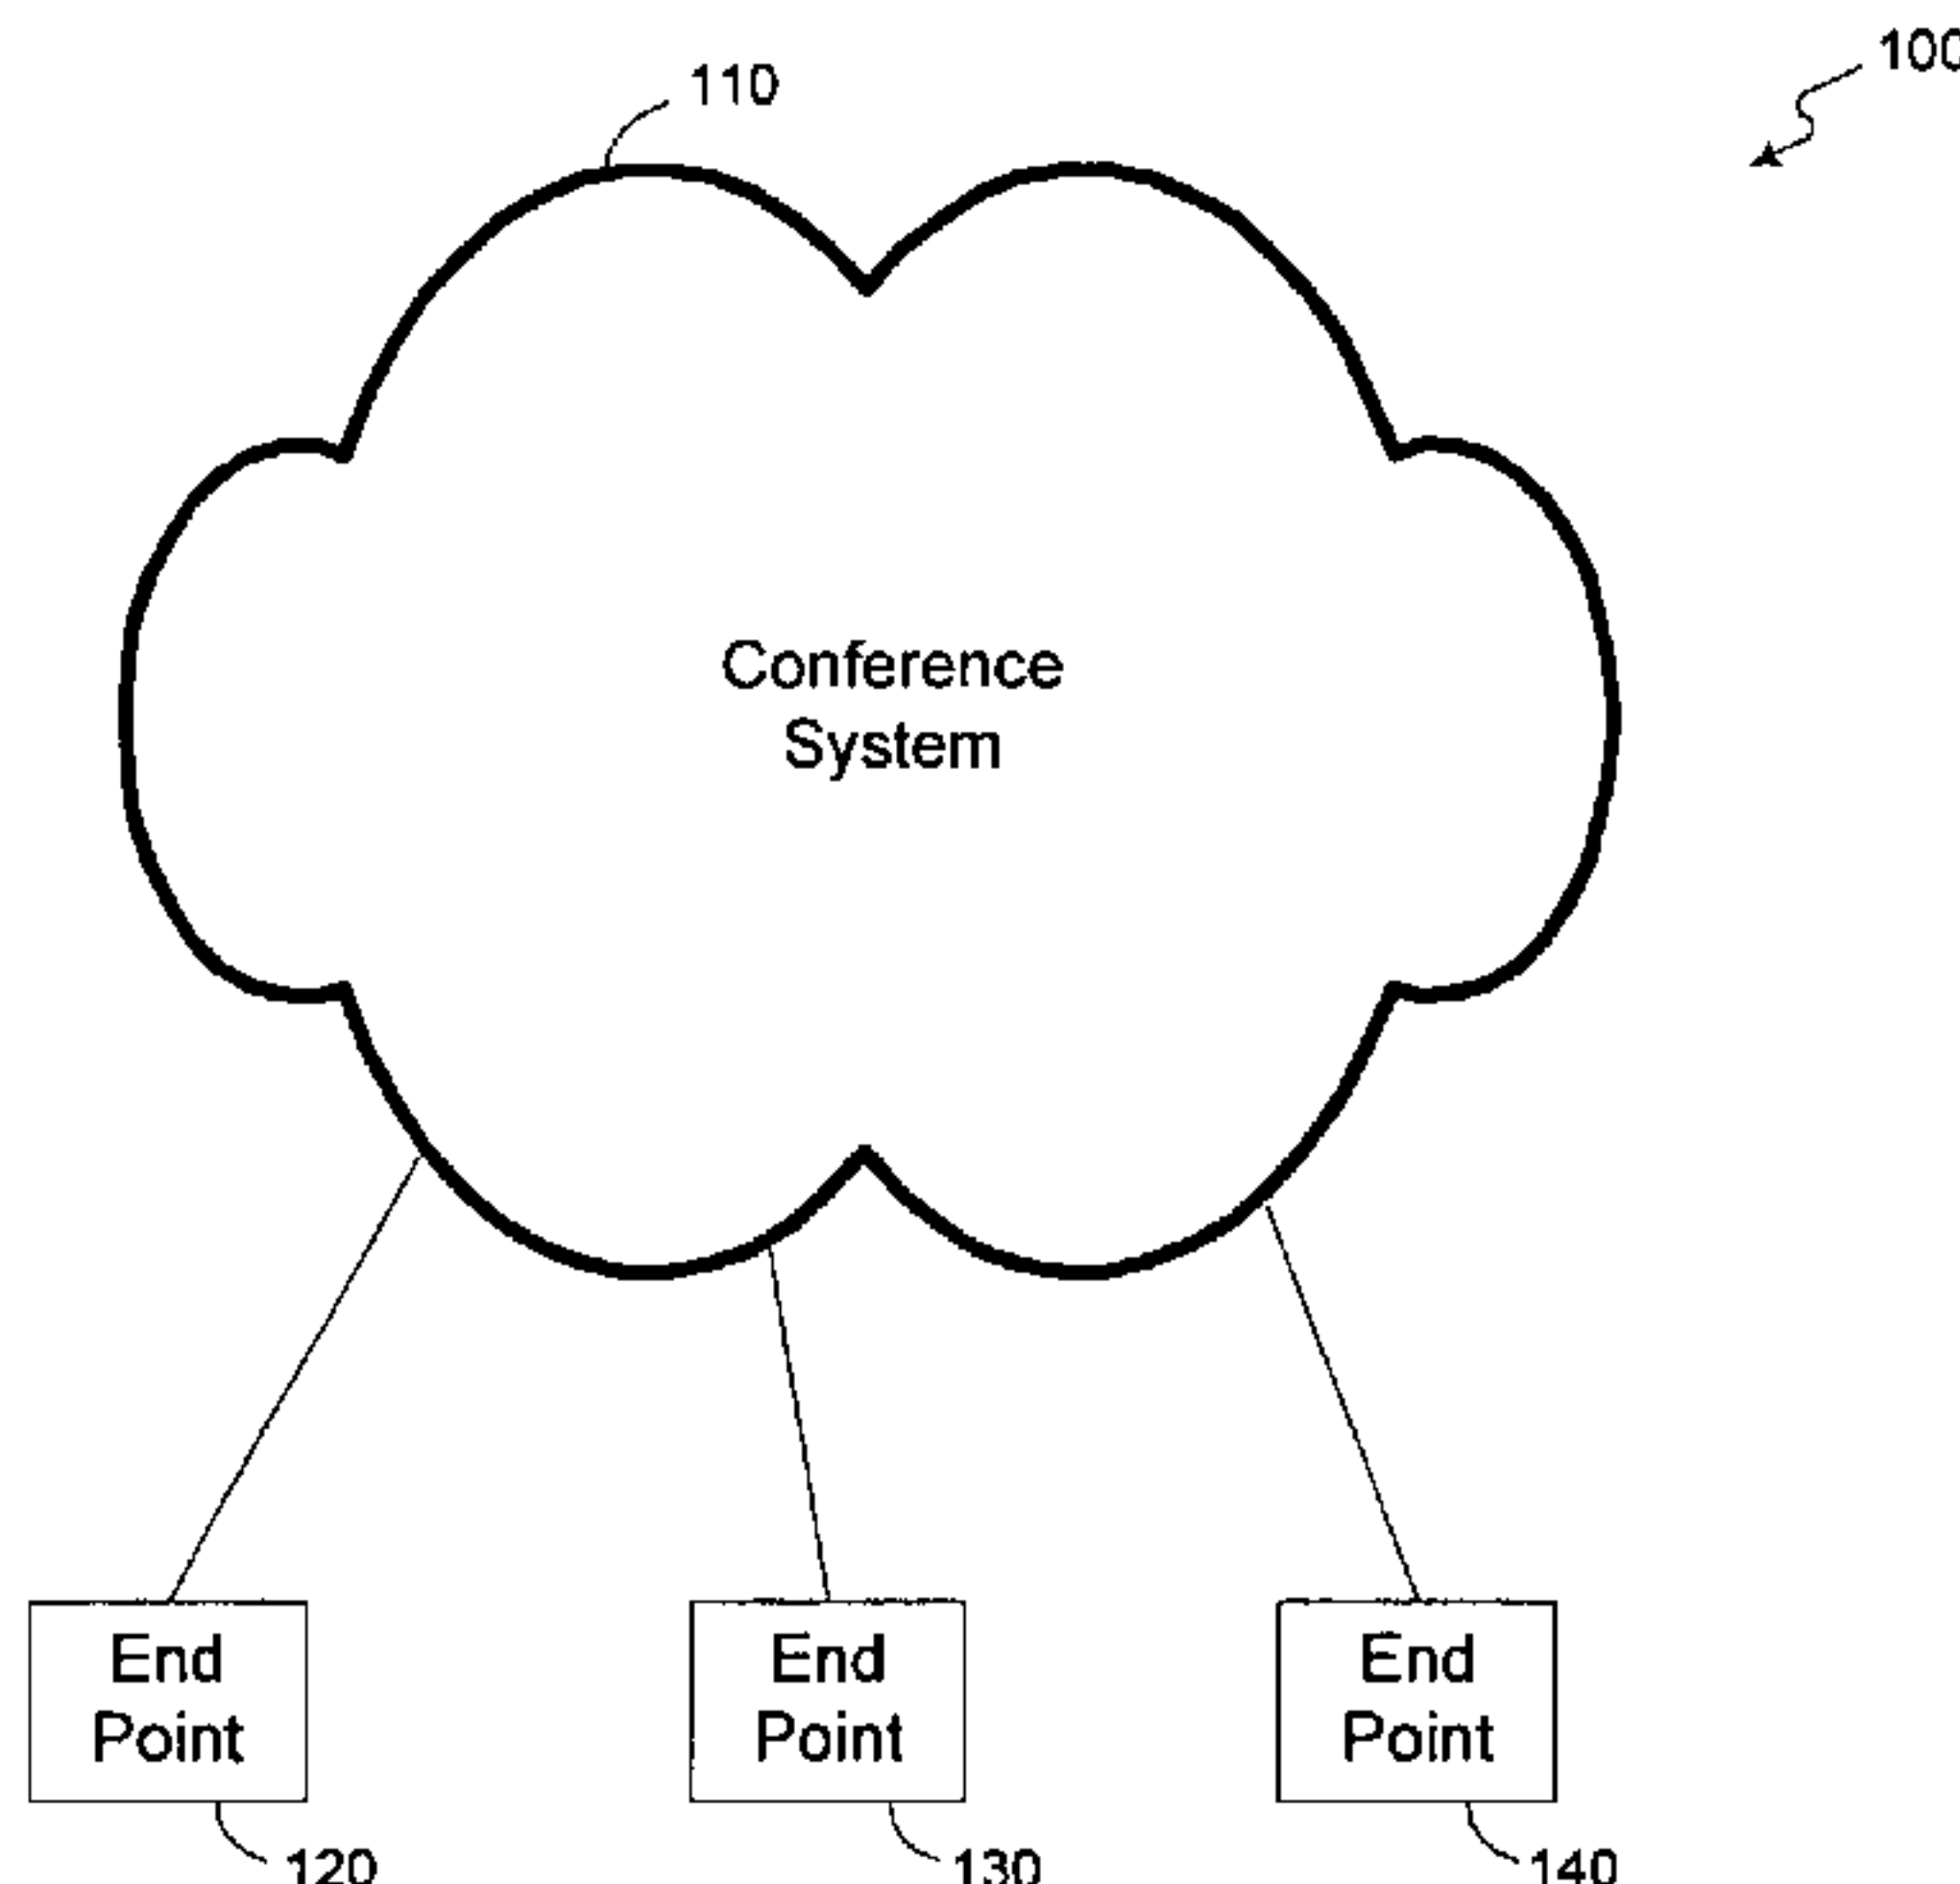 110
100
Conference
System
End
Point
End
Point
End
Point
120
130
140